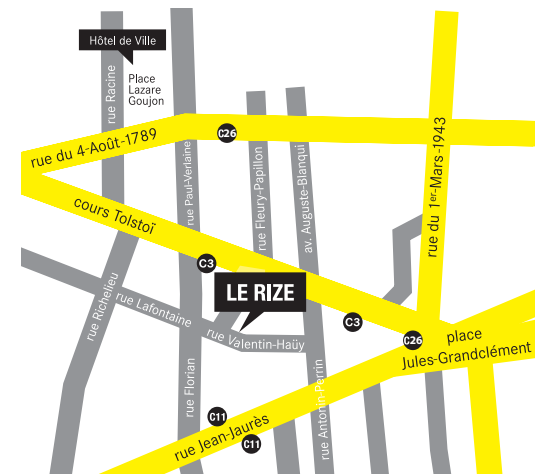 Hôtel de Ville
Place
Lazare
Goujon
rue Racine
rue du 4-Août-1789
C26
rue Paul-Verlaine
rue Fleury-Papillon
av. Auguste-Blanqui
rue du 1er-Mars-1943
cours Tolstoï
C3
LE RIZE
rue Richelieu
rue Lafontaine
rue Valentin-Haüy
C3
C26
place
Jules-Grandclément
rue Florian
rue Antonin-Perrin
C11
rue Jean-Jaurès
C11